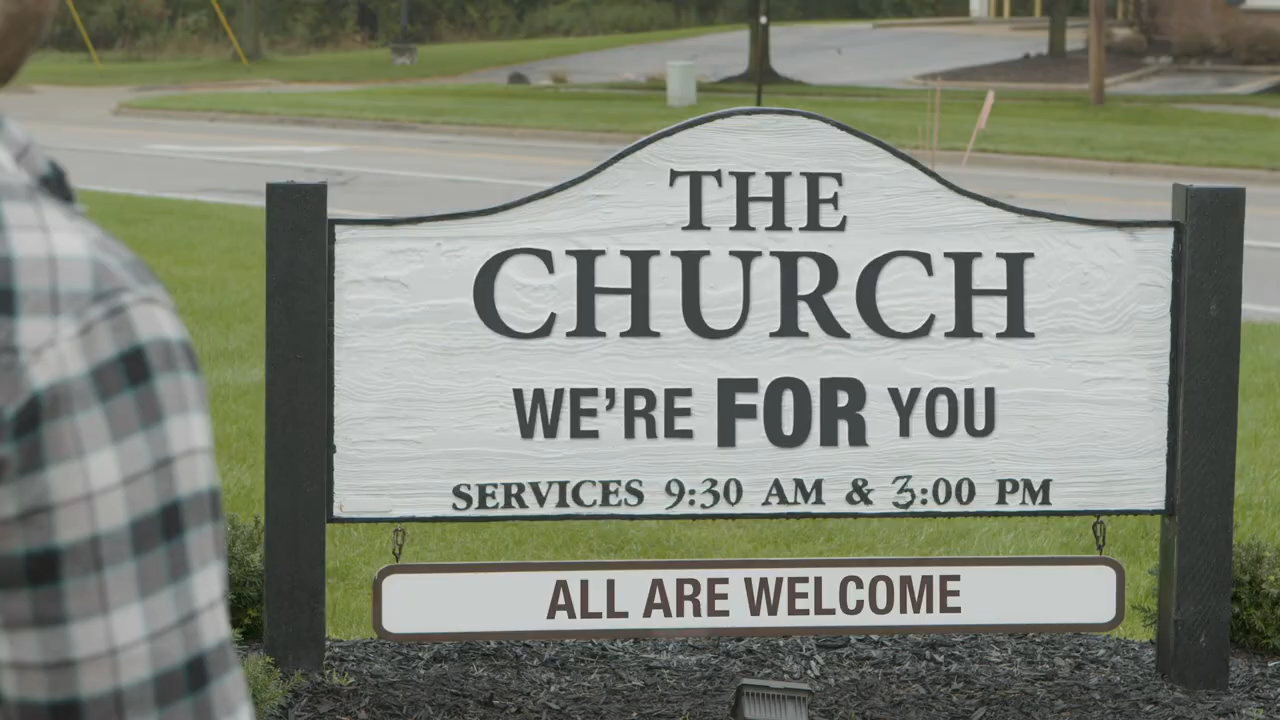 THE
CHURCH
WE'RE FOR YOU
SERVICES 9:30 AM & 3:00 PM
ALL ARE WELCOME